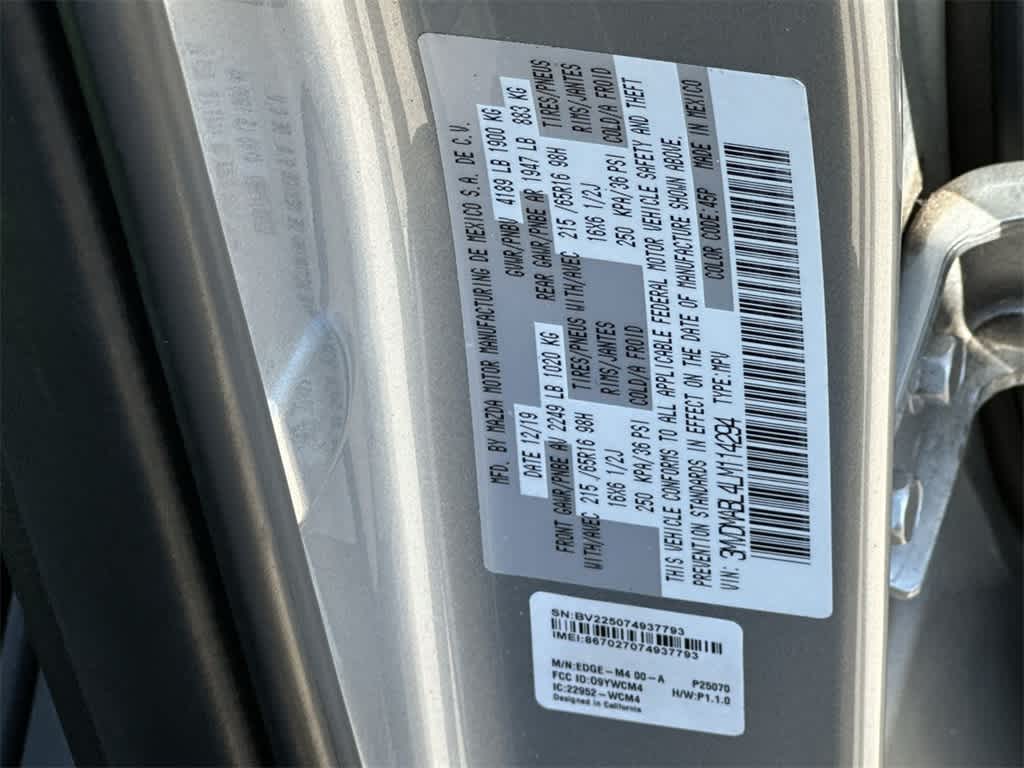 MFD. BY MAZDA MOTOR MANUFACTURING DE MEXICO S.A. DE C.V.
DATE 12/19 GVWR/PNBV 4189 LB 1900 KG
FRONT GAWR/PNBE AV 2249 LB 1020 KG REAR GAWR/PNBE AR 1947 LB 883 KG
WITH/AVEC 215 /65R16 98H TIRES/PNEUS WITH/AVEC 215 /65R16 98H TIRES/PNEUS
16X6 1/2J RIMS/JANTES 16X6 1/2J RIMS/JANTES
250 KPA/36 PSI COLD/A FROID 250 KPA/36 PSI COLD/A FROID
THIS VEHICLE CONFORMS TO ALL APPLICABLE FEDERAL MOTOR VEHICLE SAFETY AND THEFT
PREVENTION STANDARDS IN EFFECT ON THE DATE OF MANUFACTURE SHOWN ABOVE.
VIN: 3MVDMABL4LM114294 TYPE:MPV COLOR CODE:46P MADE IN MEXICO
SN:BV225074937793
IMEI:867027074937793
M/N:EDGE-M4 00-A P25070
FCC ID:O9YWCM4 H/W:P1.1.0
IC:22952-WCM4
Designed in California